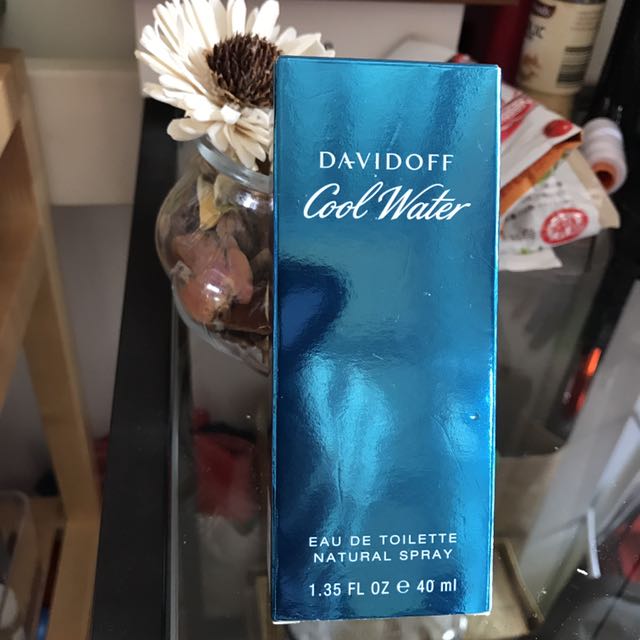 DAVIDOFF
Cool Water
EAU DE TOILETTE
NATURAL SPRAY
1.35 FL OZ e 40 ml